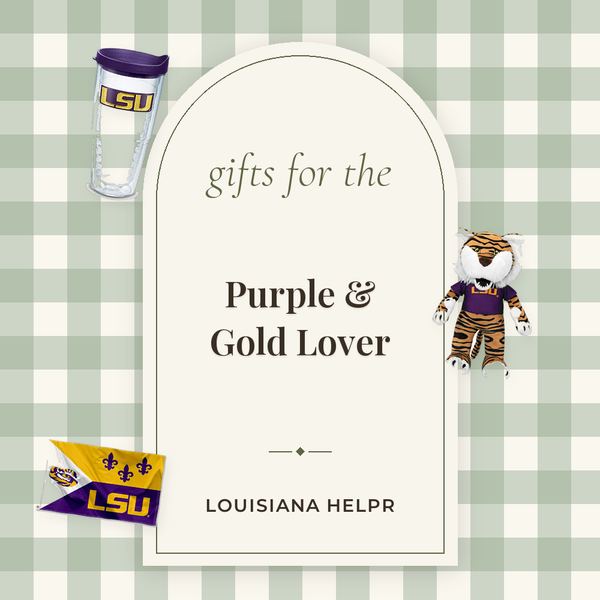 LSU
gifts for the
LSU
Purple &
Gold Lover
LSU
LOUISIANA HELPR